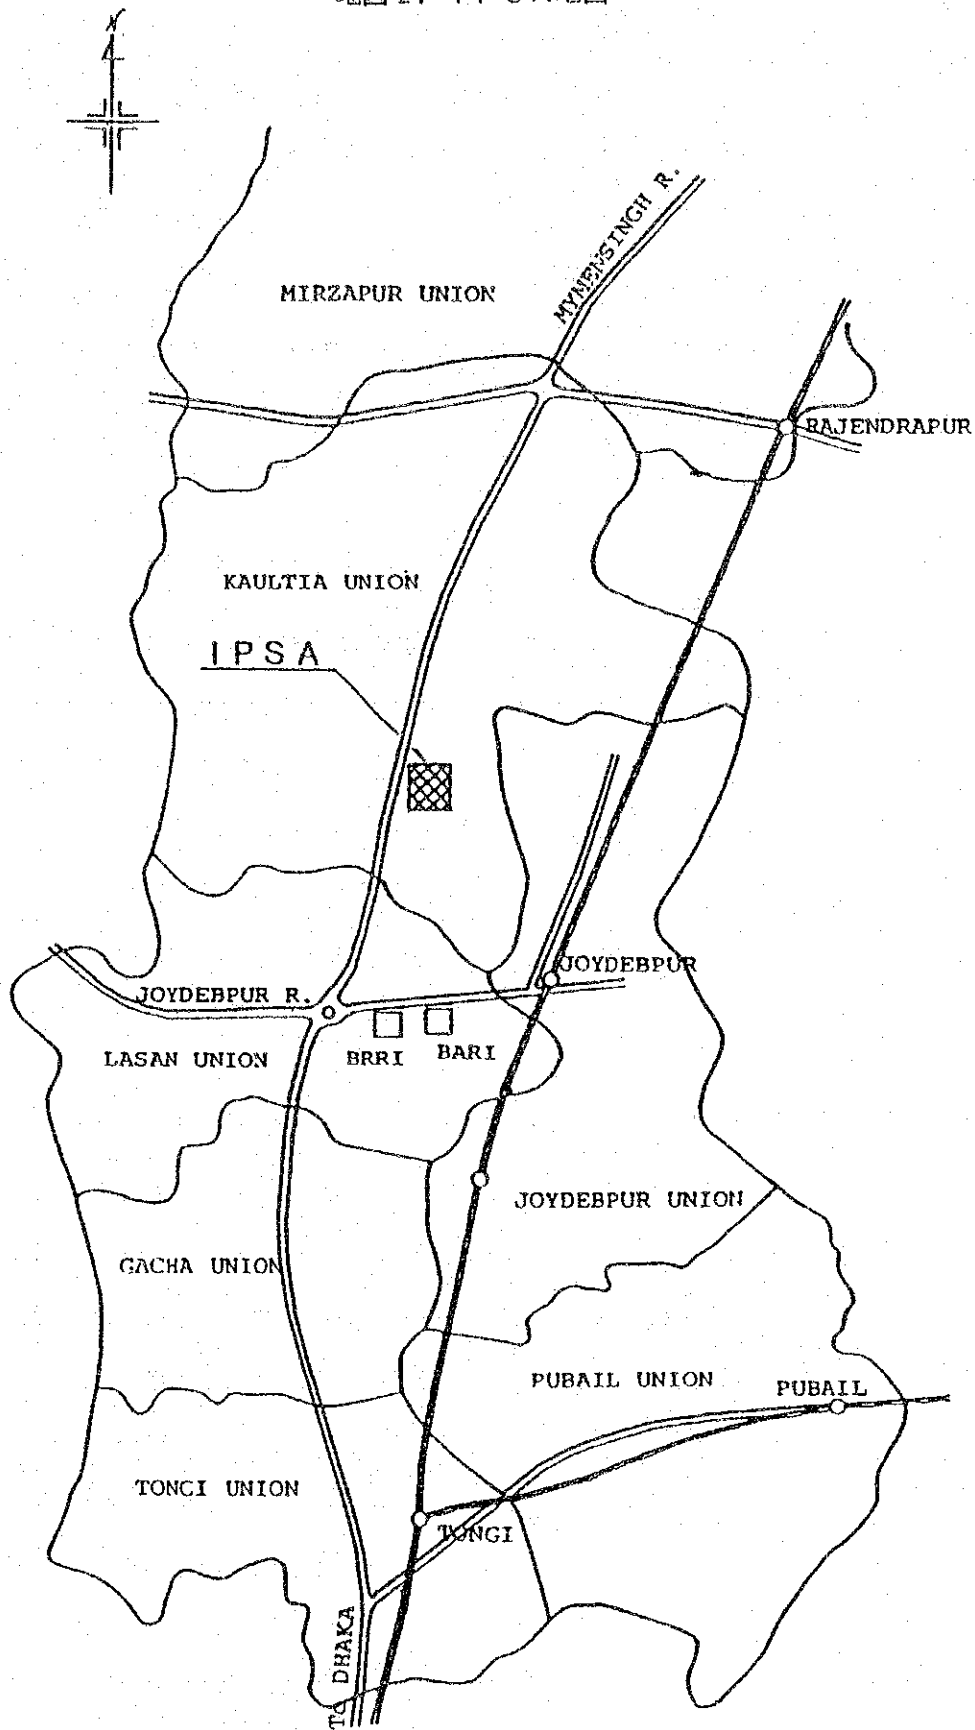 N
MYMENSINGH R.
MIRZAPUR UNION
RAJENDRAPUR
KAULTIA UNION
IPSA
JOYDEBPUR
JOYDEBPUR R.
LASAN UNION
BRRI
BARI
JOYDEBPUR UNION
GACHA UNION
PUBAIL UNION
PUBAIL
TONGI UNION
TONGI
TO DHAKA